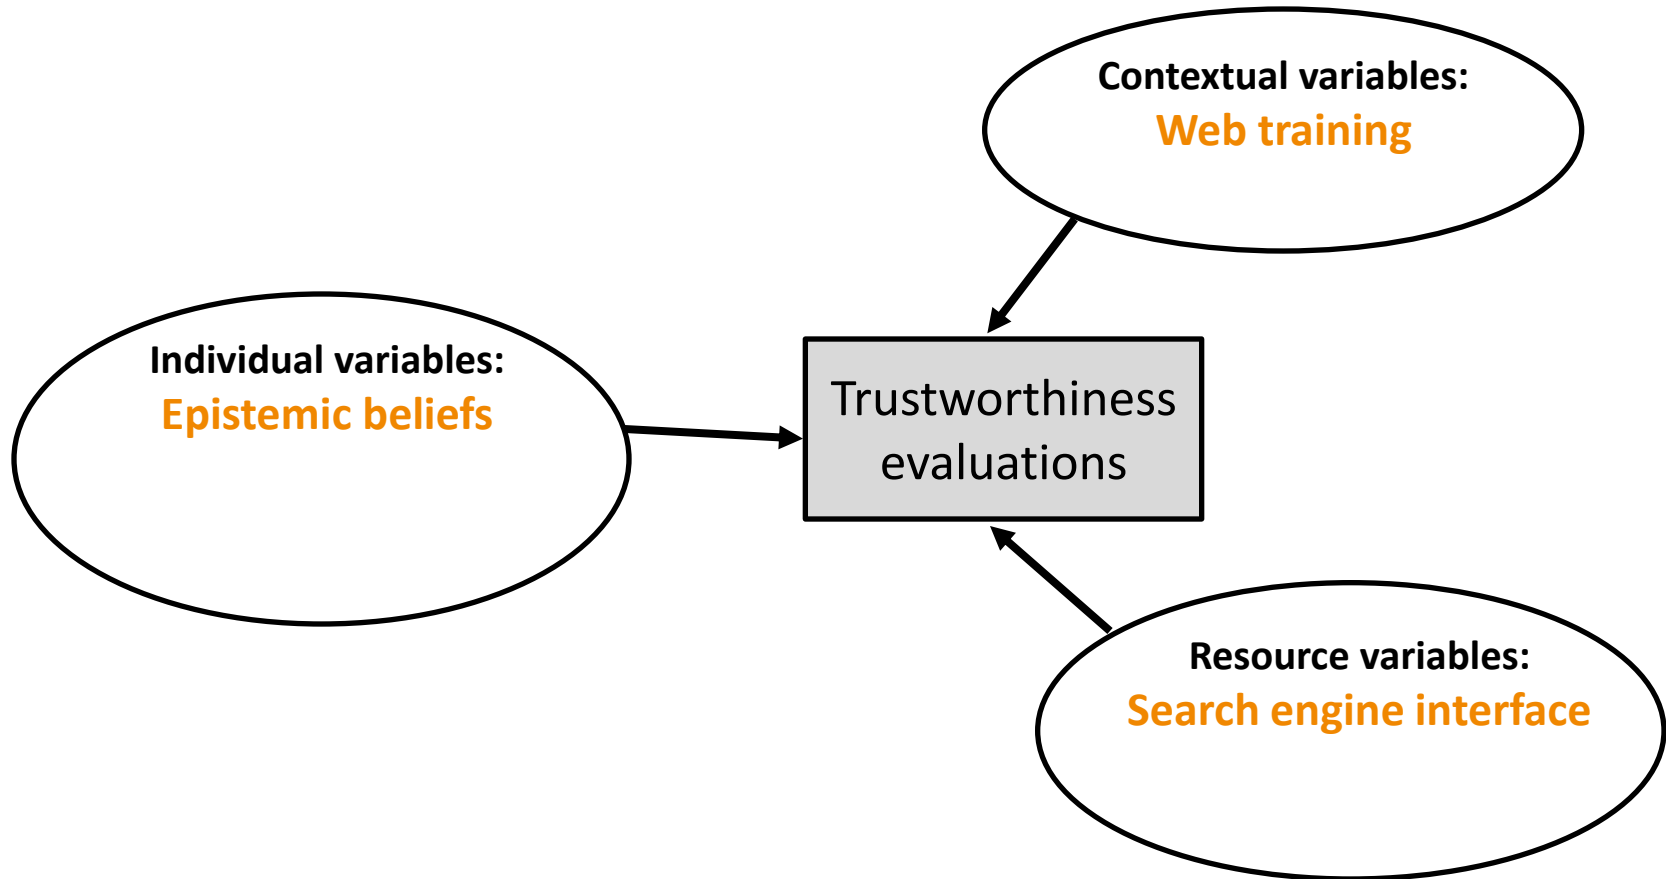 Contextual variables:
Web training
Individual variables:
Epistemic beliefs
Trustworthiness
evaluations
Resource variables:
Search engine interface